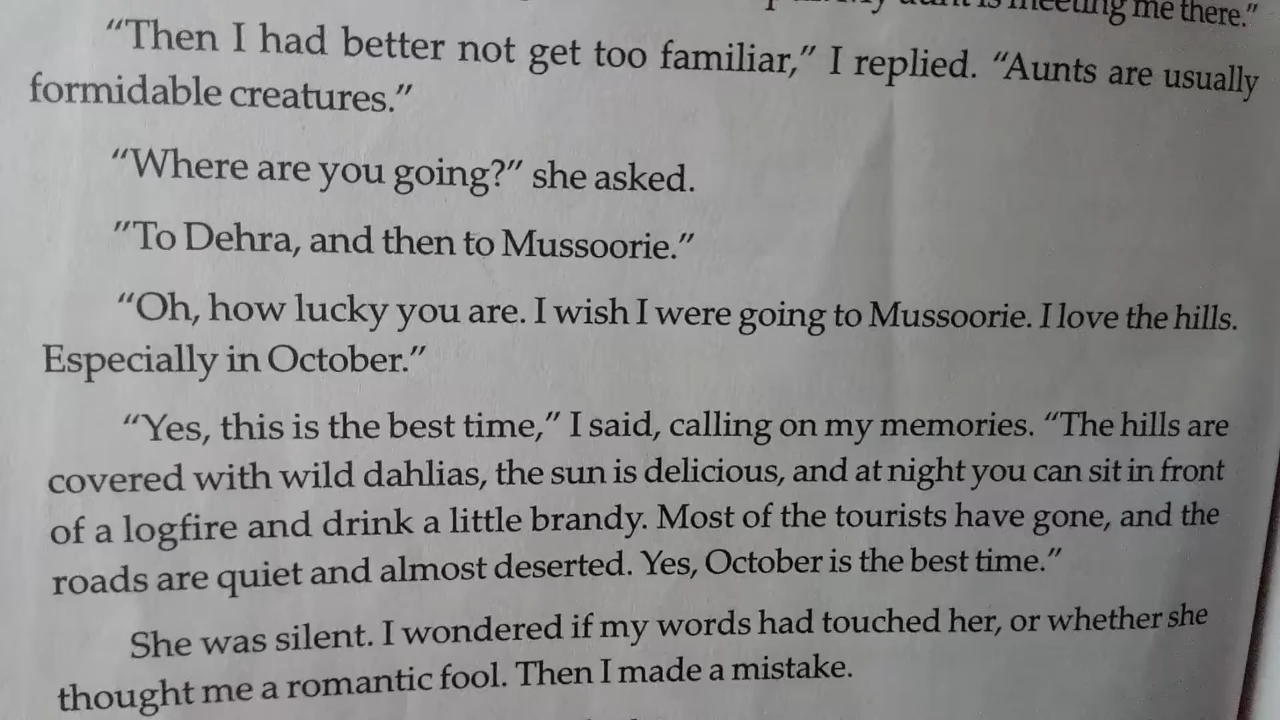 is meeting me there.”
“Then I had better not get too familiar,” I replied. “Aunts are usually
formidable creatures.”
“Where are you going?” she asked.
“To Dehra, and then to Mussoorie.”
“Oh, how lucky you are. I wish I were going to Mussoorie. I love the hills.
Especially in October.”
“Yes, this is the best time,” I said, calling on my memories. “The hills are
covered with wild dahlias, the sun is delicious, and at night you can sit in front
of a logfire and drink a little brandy. Most of the tourists have gone, and the
roads are quiet and almost deserted. Yes, October is the best time.”
She was silent. I wondered if my words had touched her, or whether she
thought me a romantic fool. Then I made a mistake.